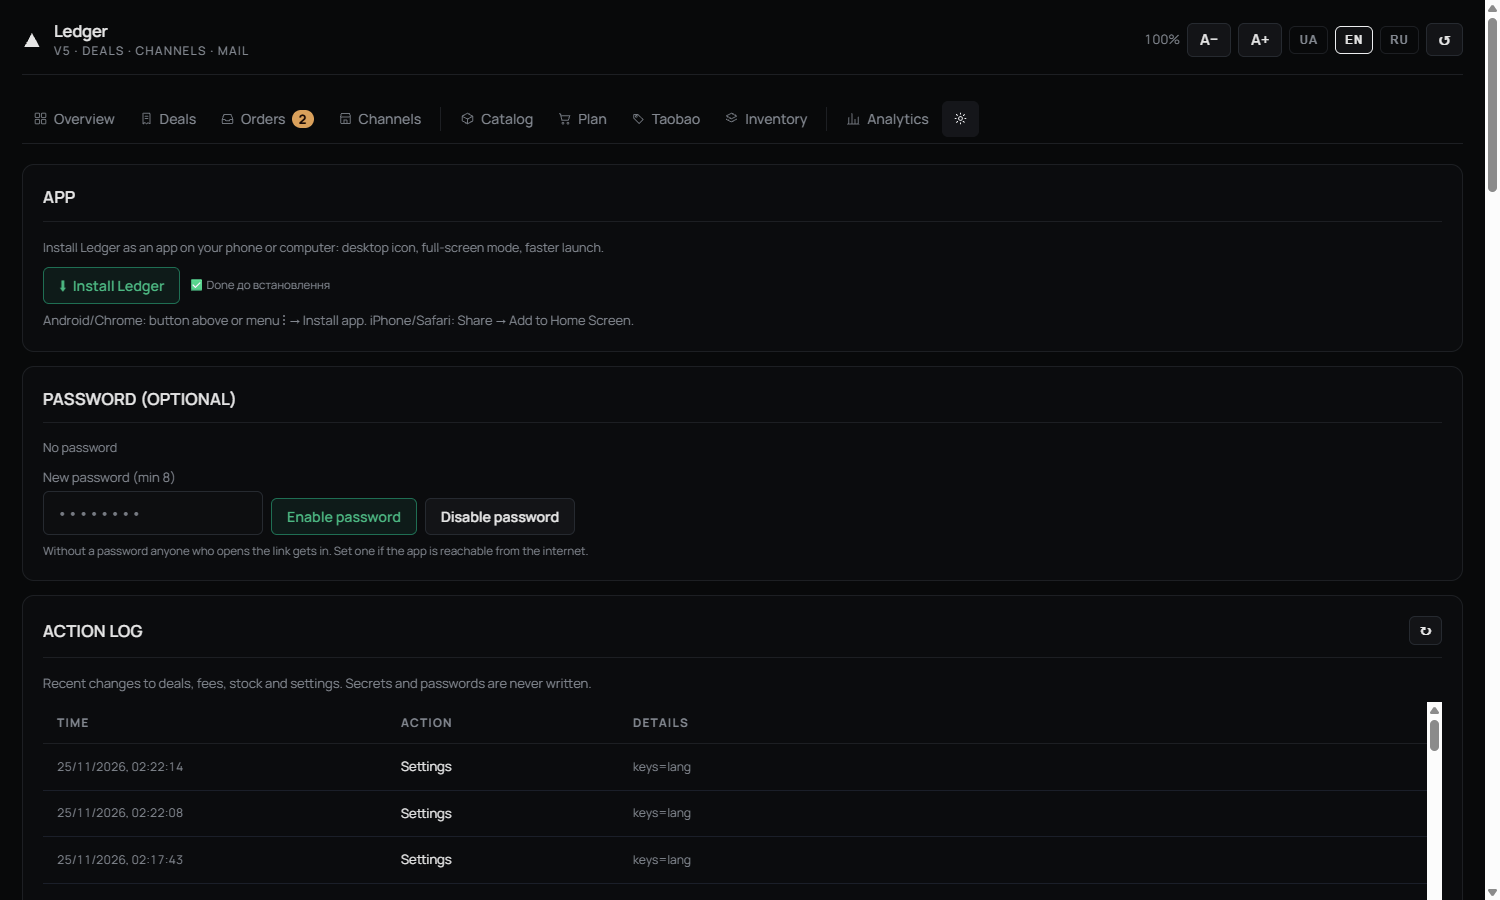 Ledger
V5 · DEALS · CHANNELS · MAIL
100% A− A+ UA EN RU
Overview Deals Orders 2 Channels Catalog Plan Taobao Inventory Analytics
APP
Install Ledger as an app on your phone or computer: desktop icon, full-screen mode, faster launch.
⬇ Install Ledger ✅ Done до встановлення
Android/Chrome: button above or menu ⋮ → Install app. iPhone/Safari: Share → Add to Home Screen.
PASSWORD (OPTIONAL)
No password
New password (min 8)
• • • • • • • •
Enable password Disable password
Without a password anyone who opens the link gets in. Set one if the app is reachable from the internet.
ACTION LOG
Recent changes to deals, fees, stock and settings. Secrets and passwords are never written.
TIME ACTION DETAILS
25/11/2026, 02:22:14 Settings keys=lang
25/11/2026, 02:22:08 Settings keys=lang
25/11/2026, 02:17:43 Settings keys=lang